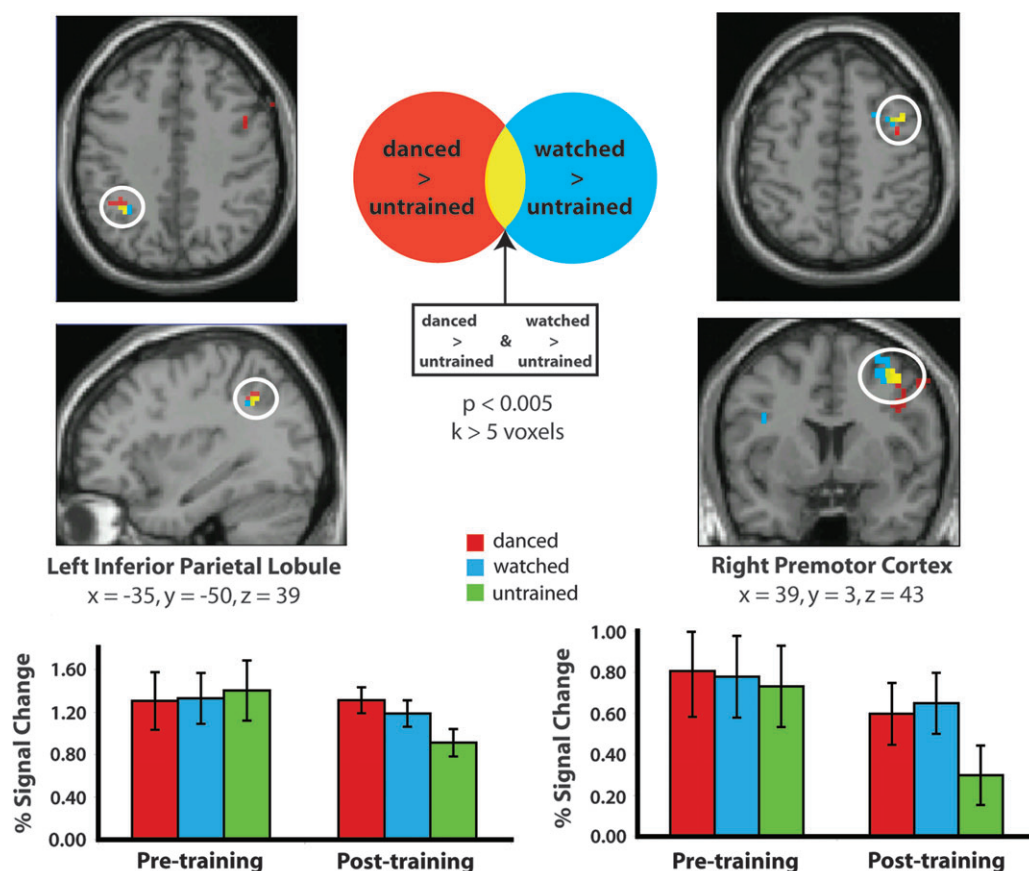 danced
>
untrained
watched
>
untrained
danced
>
untrained
&
watched
>
untrained
p < 0.005
k > 5 voxels
danced
watched
untrained
Left Inferior Parietal Lobule
x = -35, y = -50, z = 39
Right Premotor Cortex
x = 39, y = 3, z = 43
% Signal Change
1.60
1.20
0.80
0.40
0.00
Pre-training
Post-training
% Signal Change
1.00
0.80
0.60
0.40
0.20
0.00
Pre-training
Post-training